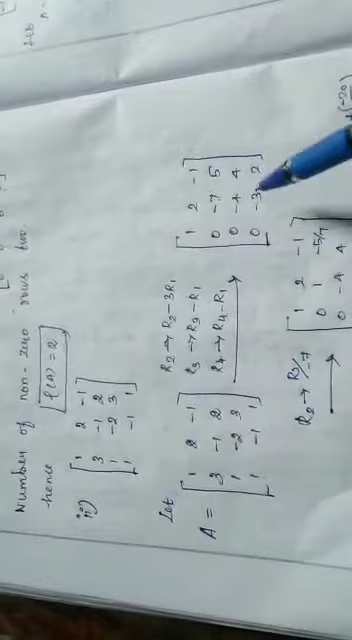 Number of non-zero rows two.
hence ρ(A) = 2
ii)
1 2 -1
3 -1 2
1 -2 3
1 -1 1
Let
A =
1 2 -1
3 -1 2
1 -2 3
1 -1 1
R2 → R2-3R1
R3 → R3-R1
R4 → R4-R1
1 2 -1
0 -7 5
0 -4 4
0 -3 2
1 2 -1
0 1 -5/7
0 -4 4